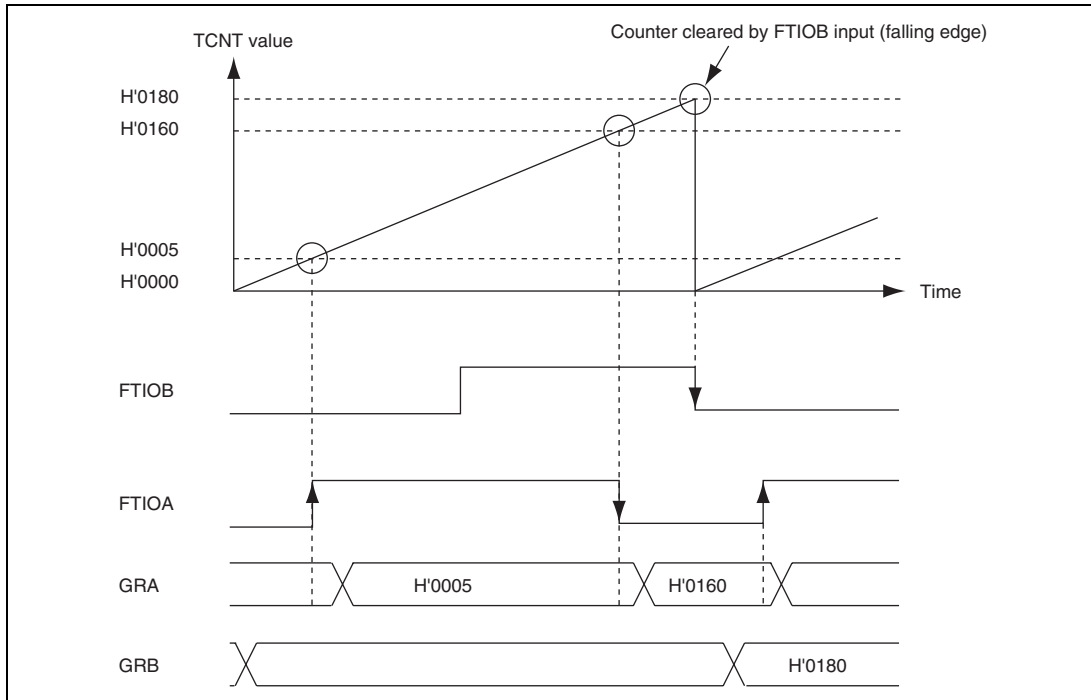 Counter cleared by FTIOB input (falling edge)
TCNT value
H'0180
H'0160
H'0005
H'0000
Time
FTIOB
FTIOA
GRA
H'0005
H'0160
GRB
H'0180